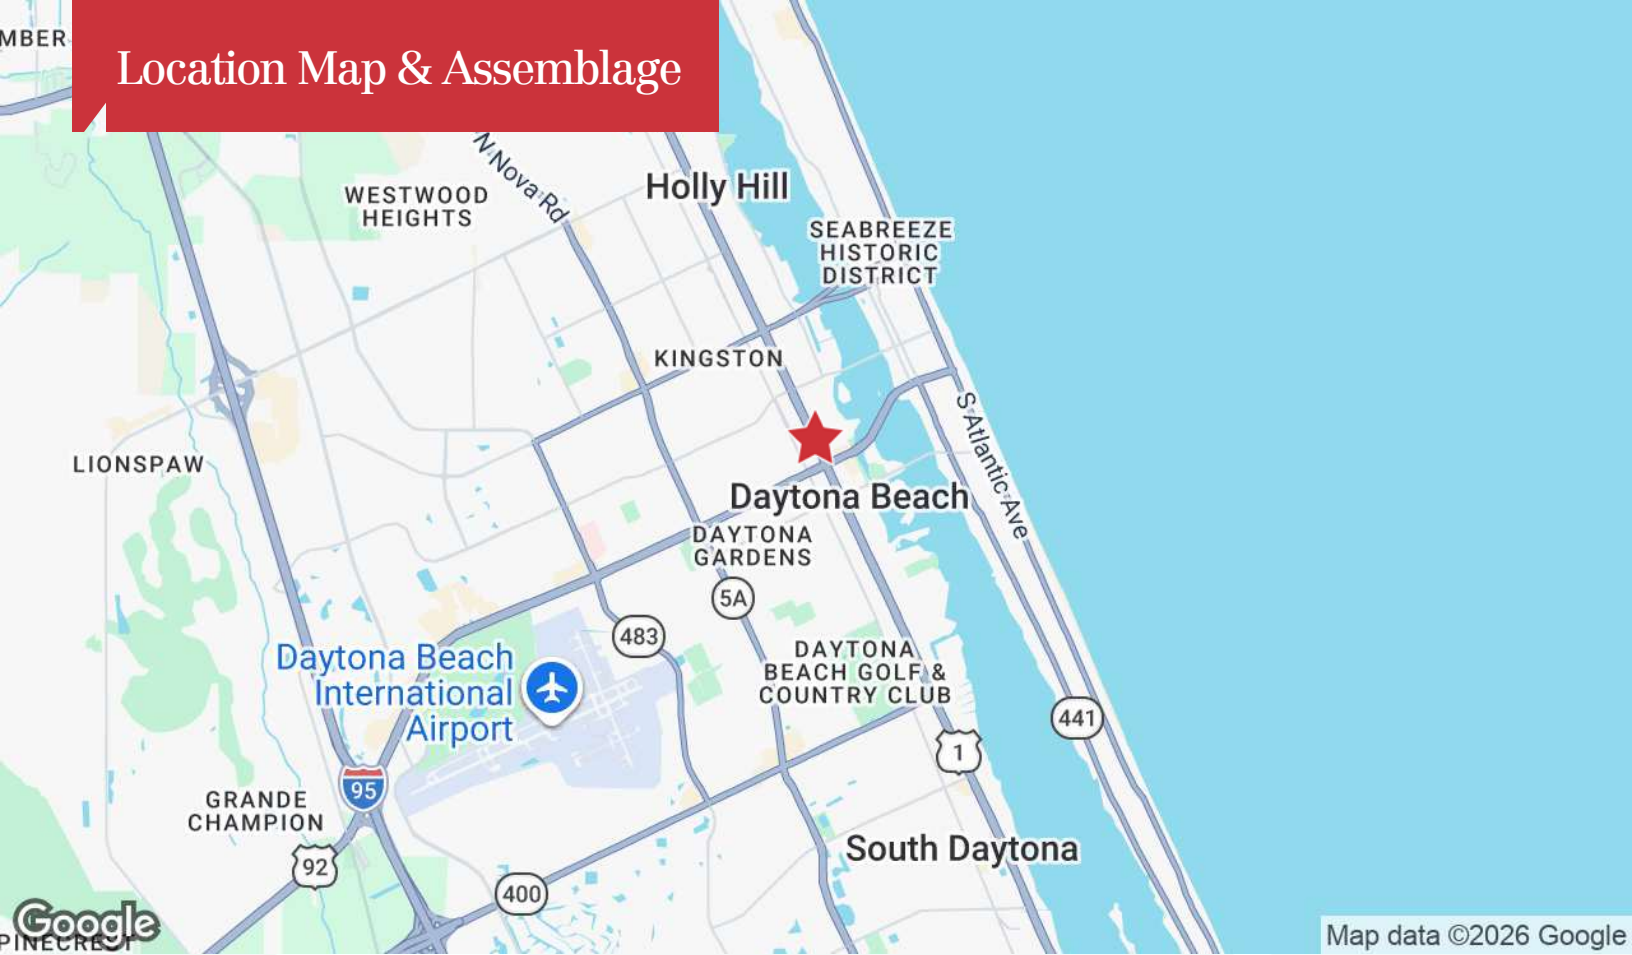 MBER
Location Map & Assemblage
N Nova Rd
WESTWOOD
HEIGHTS
Holly Hill
SEABREEZE
HISTORIC
DISTRICT
KINGSTON
S Atlantic Ave
LIONSPAW
Daytona Beach
DAYTONA
GARDENS
5A
483
Daytona Beach
International
Airport
DAYTONA
BEACH GOLF &
COUNTRY CLUB
441
1
95
GRANDE
CHAMPION
92
South Daytona
400
Google
PINECREST
Map data ©2026 Google